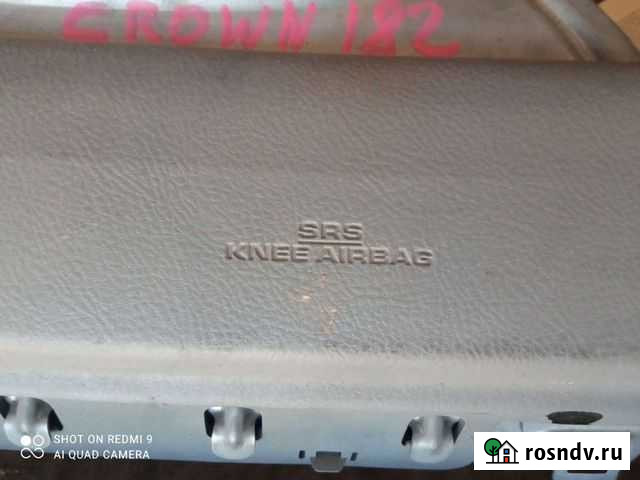 CROWN 182
SRS
KNEE AIRBAG
SHOT ON REDMI 9
AI QUAD CAMERA
rosndv.ru